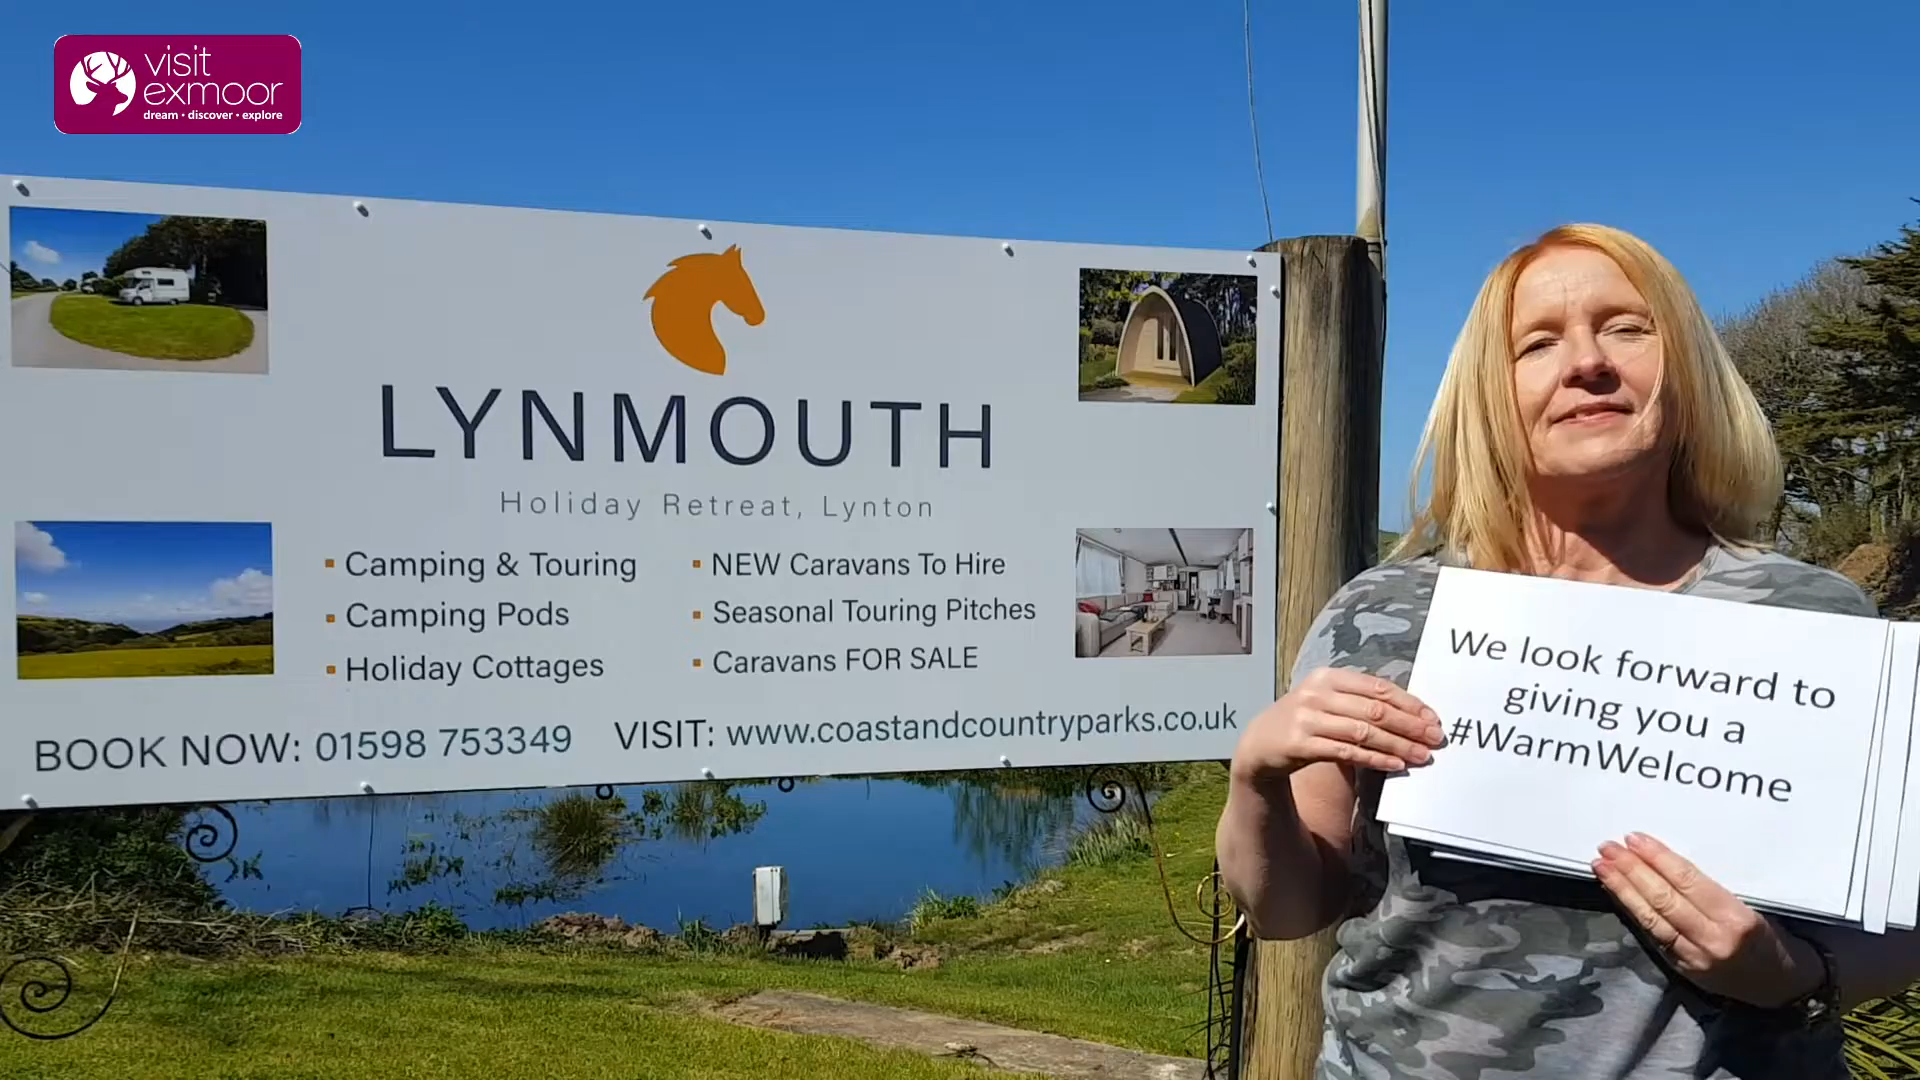 visit
exmoor
dream • discover • explore
LYNMOUTH
Holiday Retreat, Lynton
▪ Camping & Touring
▪ Camping Pods
▪ Holiday Cottages
▪ NEW Caravans To Hire
▪ Seasonal Touring Pitches
▪ Caravans FOR SALE
BOOK NOW: 01598 753349 VISIT: www.coastandcountryparks.co.uk
We look forward to
giving you a
#WarmWelcome